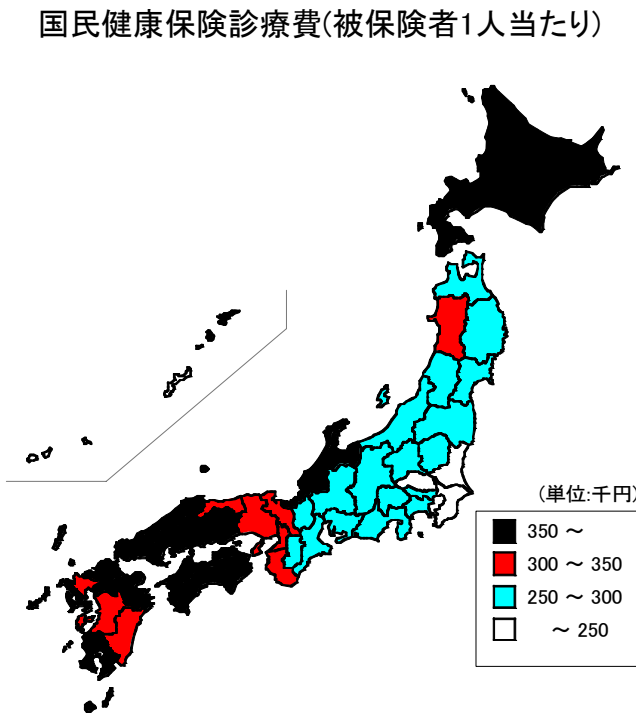 国民健康保険診療費(被保険者1人当たり)
(単位:千円)
350 ～
300 ～ 350
250 ～ 300
～ 250